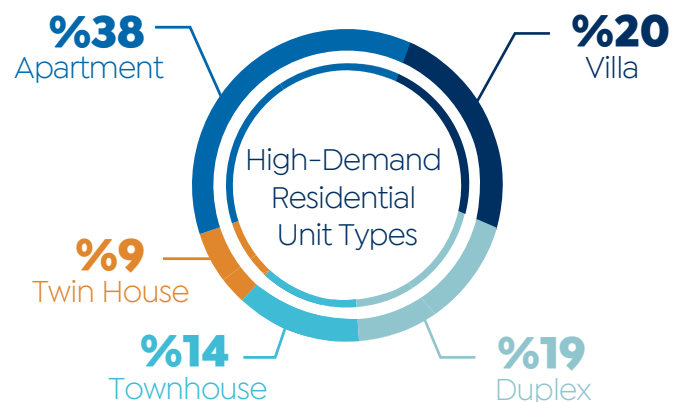 %38
Apartment
%20
Villa
High-Demand
Residential
Unit Types
%9
Twin House
%14
Townhouse
%19
Duplex